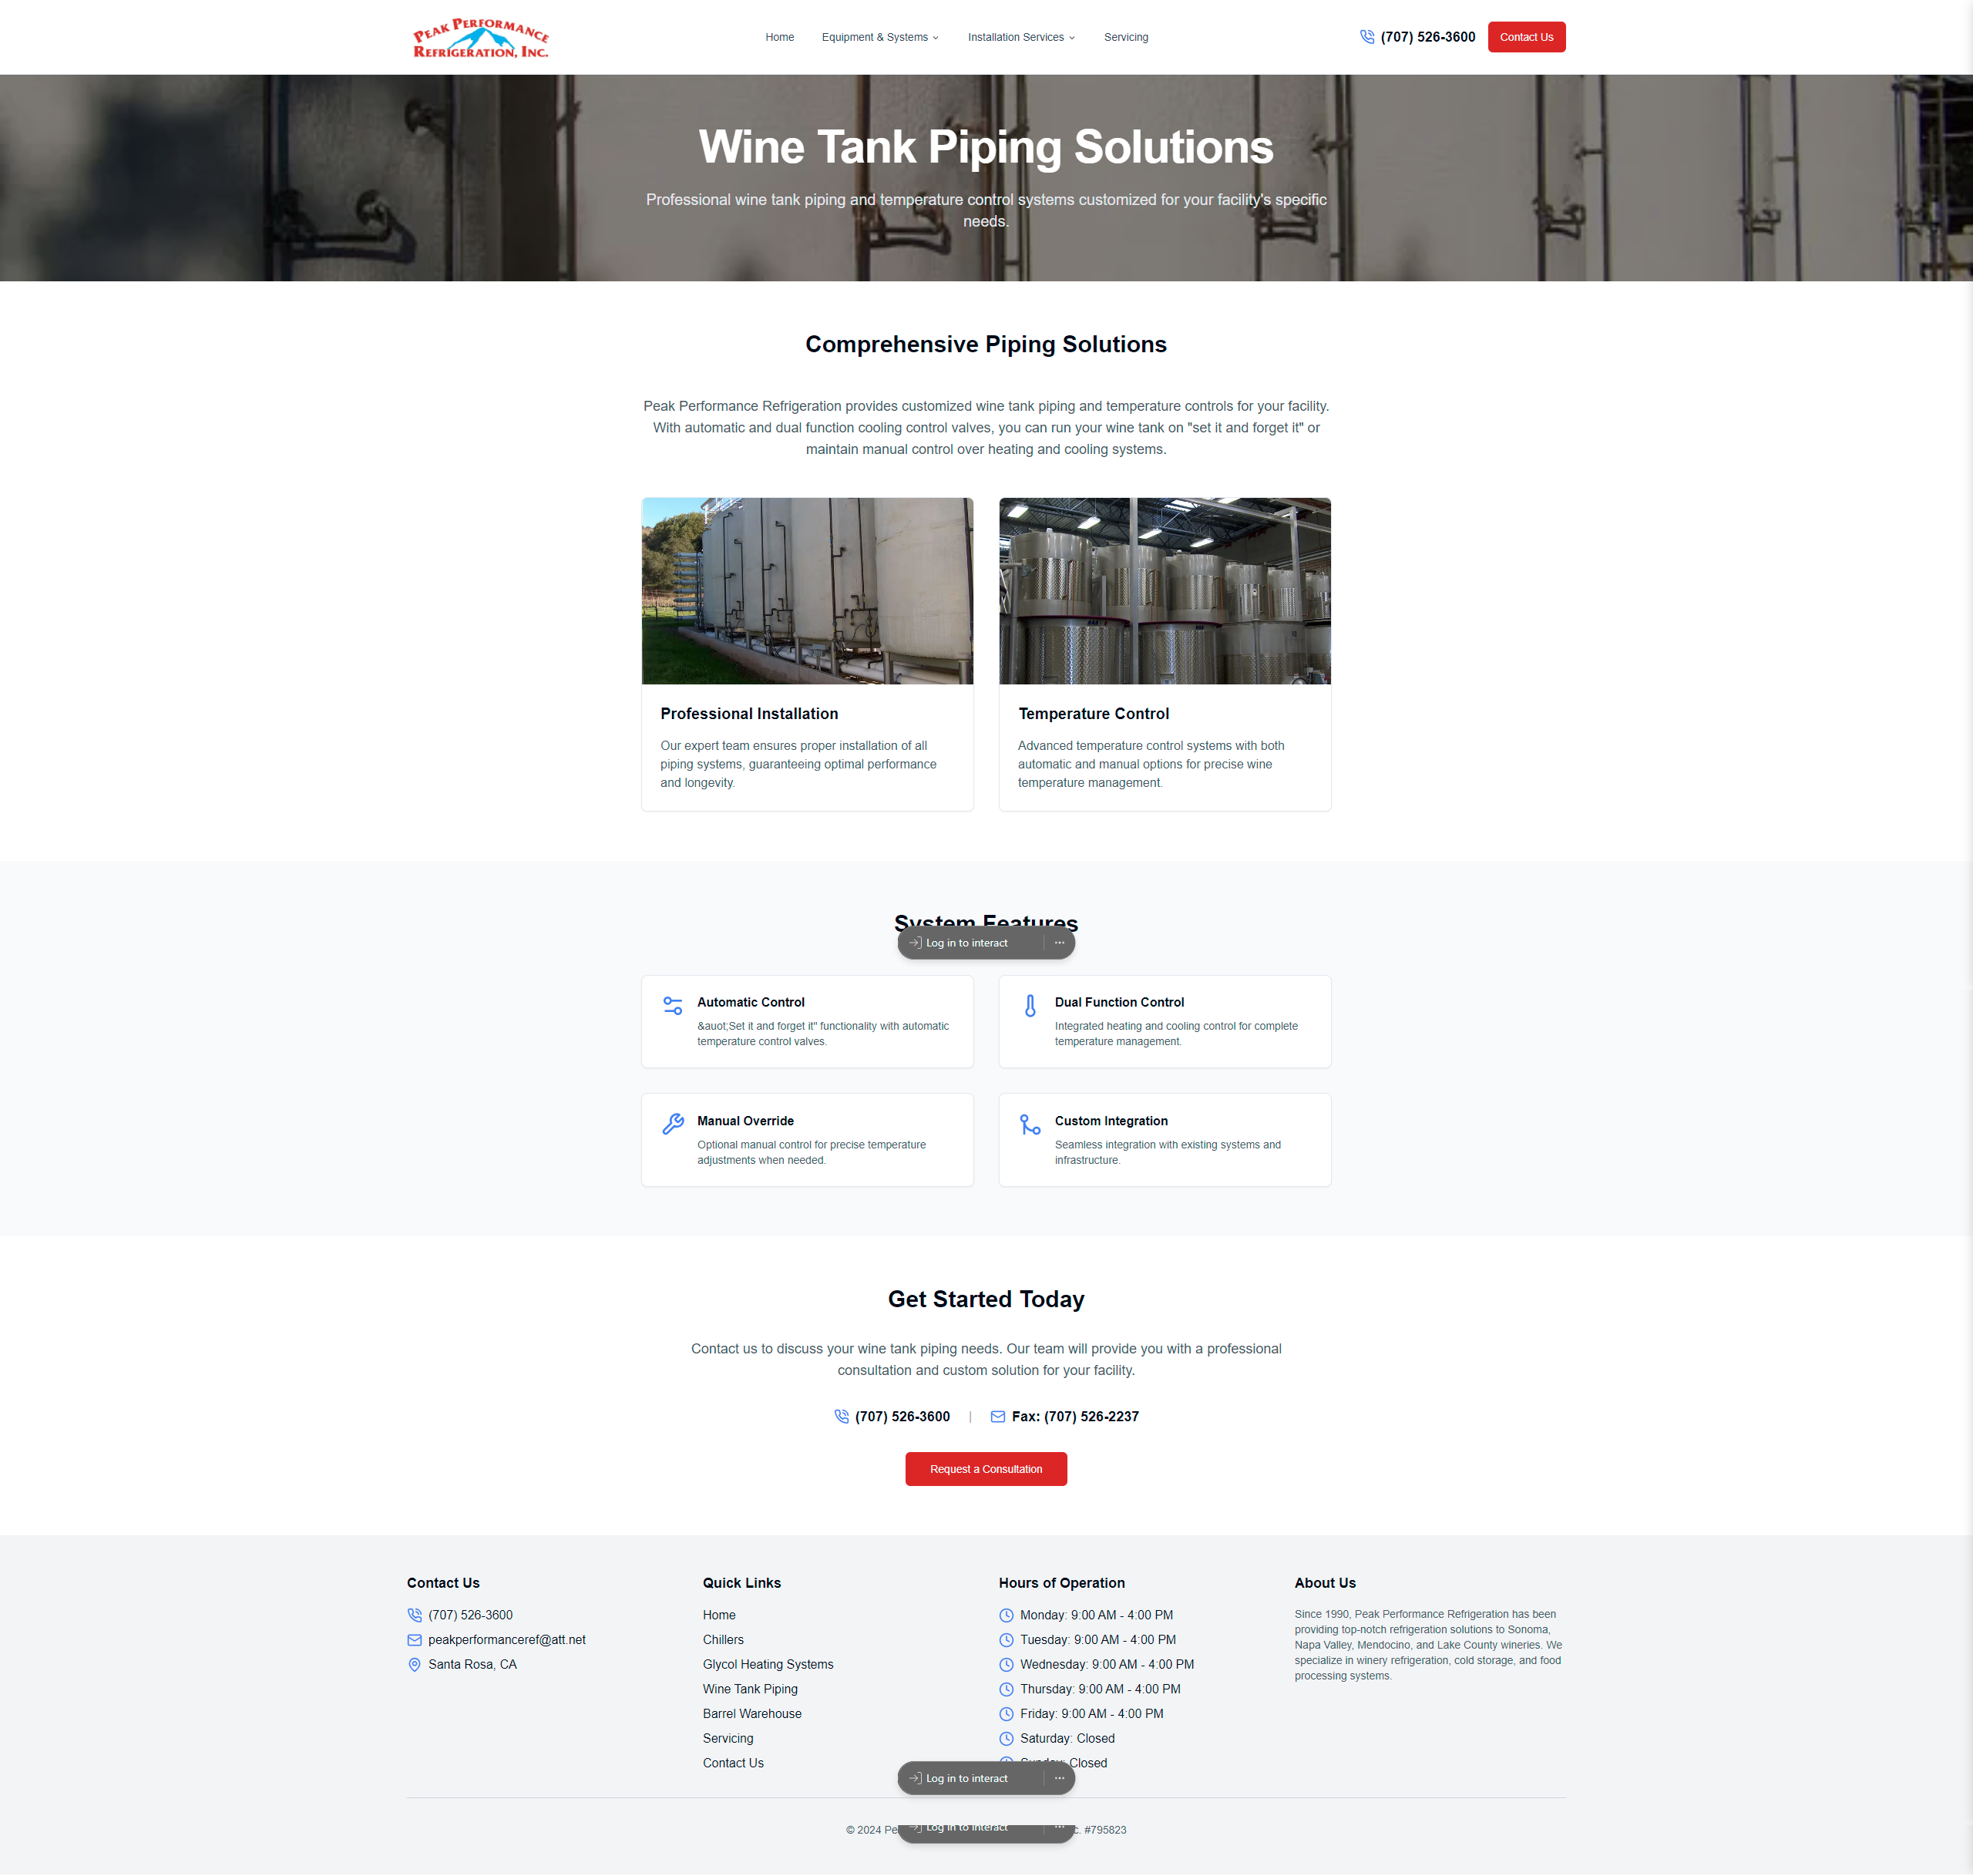 PEAK PERFORMANCE
REFRIGERATION, INC.
Home
Equipment & Systems
Installation Services
Servicing
(707) 526-3600
Contact Us
Wine Tank Piping Solutions
Professional wine tank piping and temperature control systems customized for your facility's specific
needs.
Comprehensive Piping Solutions
Peak Performance Refrigeration provides customized wine tank piping and temperature controls for your facility.
With automatic and dual function cooling control valves, you can run your wine tank on "set it and forget it" or
maintain manual control over heating and cooling systems.
Professional Installation
Our expert team ensures proper installation of all
piping systems, guaranteeing optimal performance
and longevity.
Temperature Control
Advanced temperature control systems with both
automatic and manual options for precise wine
temperature management.
System Features
Log in to interact
Automatic Control
&auot;Set it and forget it" functionality with automatic
temperature control valves.
Dual Function Control
Integrated heating and cooling control for complete
temperature management.
Manual Override
Optional manual control for precise temperature
adjustments when needed.
Custom Integration
Seamless integration with existing systems and
infrastructure.
Get Started Today
Contact us to discuss your wine tank piping needs. Our team will provide you with a professional
consultation and custom solution for your facility.
(707) 526-3600 | Fax: (707) 526-2237
Request a Consultation
Contact Us
(707) 526-3600
peakperformanceref@att.net
Santa Rosa, CA
Quick Links
Home
Chillers
Glycol Heating Systems
Wine Tank Piping
Barrel Warehouse
Servicing
Contact Us
Hours of Operation
Monday: 9:00 AM - 4:00 PM
Tuesday: 9:00 AM - 4:00 PM
Wednesday: 9:00 AM - 4:00 PM
Thursday: 9:00 AM - 4:00 PM
Friday: 9:00 AM - 4:00 PM
Saturday: Closed
Sunday: Closed
About Us
Since 1990, Peak Performance Refrigeration has been
providing top-notch refrigeration solutions to Sonoma,
Napa Valley, Mendocino, and Lake County wineries. We
specialize in winery refrigeration, cold storage, and food
processing systems.
Log in to interact
© 2024
Log in to interact
#795823